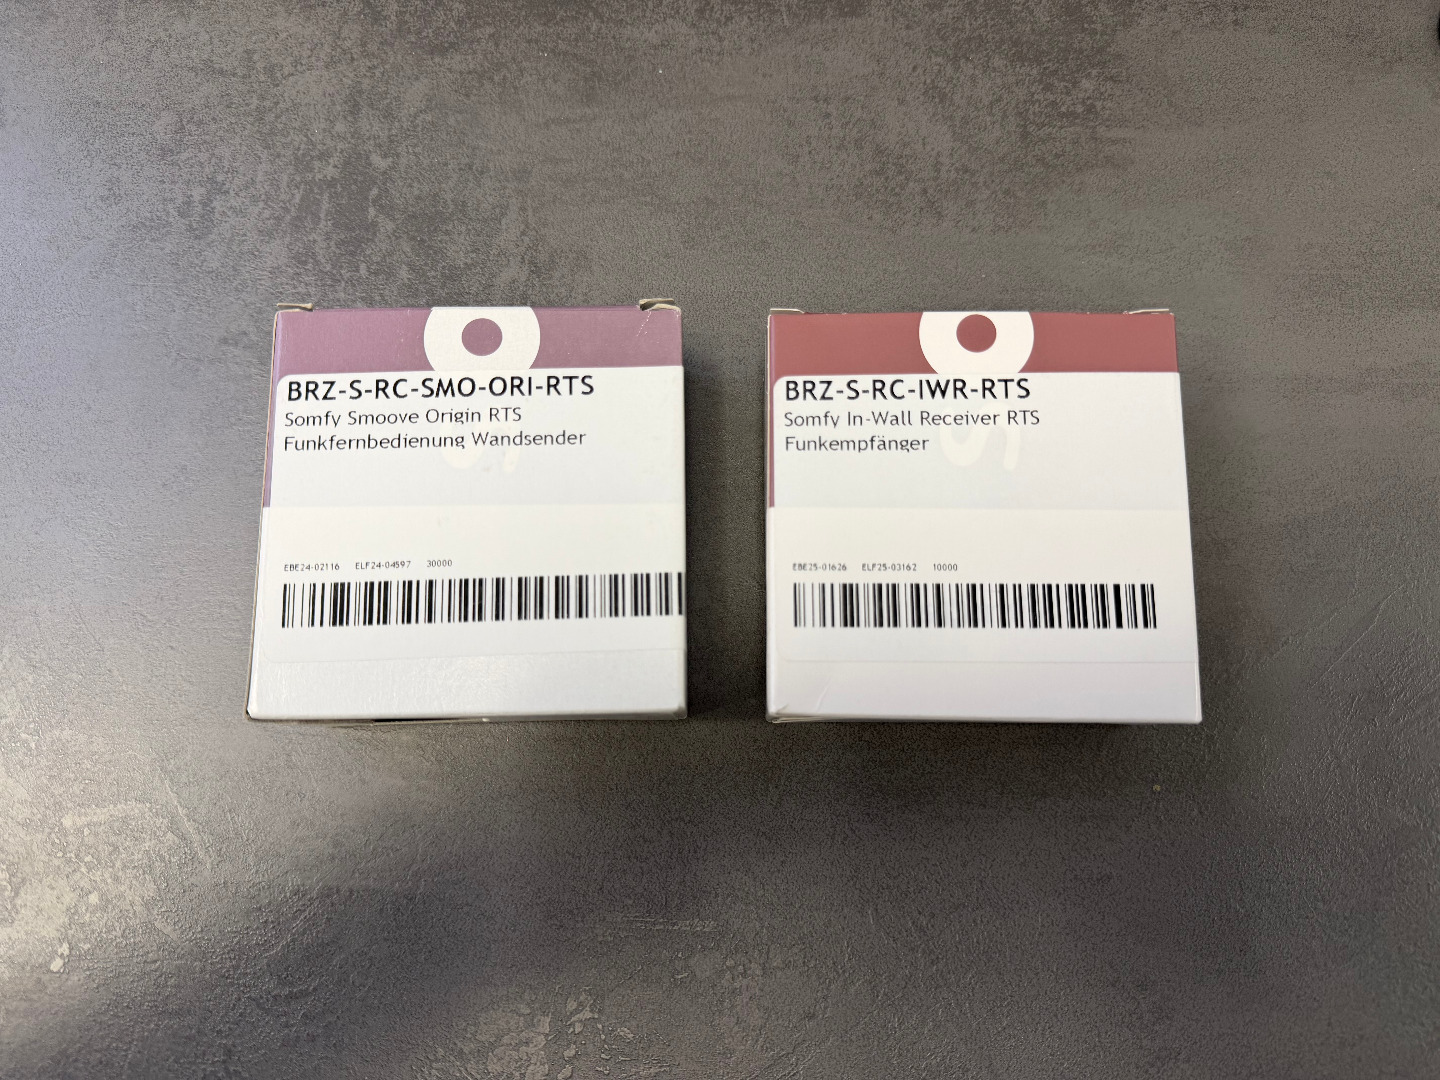 BRZ-S-RC-SMO-ORI-RTS
Somfy Smoove Origin RTS
Funkfernbedienung Wandsender
EBE24-02116 ELF24-04597 30000
BRZ-S-RC-IWR-RTS
Somfy In-Wall Receiver RTS
Funkempfänger
EBE25-01626 ELF25-03162 10000